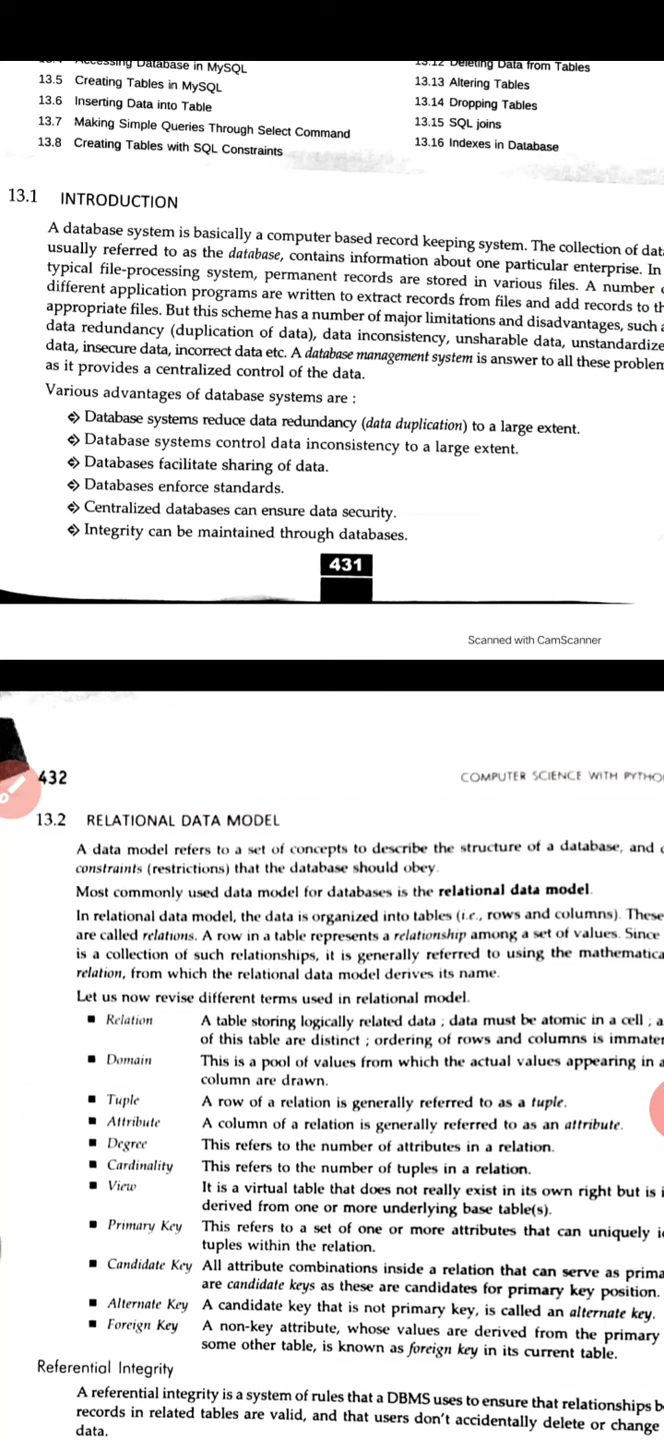 Accessing Database in MySQL
13.5 Creating Tables in MySQL
13.6 Inserting Data into Table
13.7 Making Simple Queries Through Select Command
13.8 Creating Tables with SQL Constraints
13.12 Deleting Data from Tables
13.13 Altering Tables
13.14 Dropping Tables
13.15 SQL joins
13.16 Indexes in Database
13.1 INTRODUCTION
A database system is basically a computer based record keeping system. The collection of dat
usually referred to as the database, contains information about one particular enterprise. In
typical file-processing system, permanent records are stored in various files. A number
different application programs are written to extract records from files and add records to th
appropriate files. But this scheme has a number of major limitations and disadvantages, such a
data redundancy (duplication of data), data inconsistency, unsharable data, unstandardize
data, insecure data, incorrect data etc. A database management system is answer to all these problem
as it provides a centralized control of the data.
Various advantages of database systems are :
Database systems reduce data redundancy (data duplication) to a large extent.
Database systems control data inconsistency to a large extent.
Databases facilitate sharing of data.
Databases enforce standards.
Centralized databases can ensure data security.
Integrity can be maintained through databases.
431
Scanned with CamScanner
432
COMPUTER SCIENCE WITH PYTHO
13.2 RELATIONAL DATA MODEL
A data model refers to a set of concepts to describe the structure of a database, and
constraints (restrictions) that the database should obey.
Most commonly used data model for databases is the relational data model.
In relational data model, the data is organized into tables (i.e., rows and columns). These
are called relations. A row in a table represents a relationship among a set of values. Since
is a collection of such relationships, it is generally referred to using the mathematica
relation, from which the relational data model derives its name.
Let us now revise different terms used in relational model.
■ Relation A table storing logically related data ; data must be atomic in a cell ; a
of this table are distinct ; ordering of rows and columns is immater
■ Domain This is a pool of values from which the actual values appearing in a
column are drawn.
■ Tuple A row of a relation is generally referred to as a tuple.
■ Attribute A column of a relation is generally referred to as an attribute.
■ Degree This refers to the number of attributes in a relation.
■ Cardinality This refers to the number of tuples in a relation.
■ View It is a virtual table that does not really exist in its own right but is i
derived from one or more underlying base table(s).
■ Primary Key This refers to a set of one or more attributes that can uniquely i
tuples within the relation.
■ Candidate Key All attribute combinations inside a relation that can serve as prima
are candidate keys as these are candidates for primary key position.
■ Alternate Key A candidate key that is not primary key, is called an alternate key.
■ Foreign Key A non-key attribute, whose values are derived from the primary
some other table, is known as foreign key in its current table.
Referential Integrity
A referential integrity is a system of rules that a DBMS uses to ensure that relationships b
records in related tables are valid, and that users don't accidentally delete or change
data.